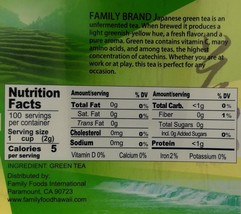 FAMILY BRAND Japanese green tea is an
unfermented tea. When brewed it produces a
light greenish-yellow hue, a fresh flavor, and a
pure aroma. Green tea contains vitamin C, many
amino acids, and among teas, the highest
concentration of catechins. Whether you are at
work or at play, this tea is perfect for any
occasion.
Nutrition
Facts
100 servings
per container
Serving size
1 cup (2g)
Calories 5
per serving
Amount/serving % DV
Total Fat 0g 0%
Sat. Fat 0g 0%
Trans Fat 0g
Cholesterol 0mg 0%
Sodium 0mg 0%
Vitamin D 0% Calcium 0%
Amount/serving % DV
Total Carb. <1g 0%
Fiber 0g 1%
Total Sugars 0g
Incl. 0g Added Sugars 0%
Protein <1g
Iron 2% Potassium 0%
INGREDIENT: GREEN TEA
Distributed by:
Family Foods International
Paramount, CA 90723
www.familyfoodshawaii.com